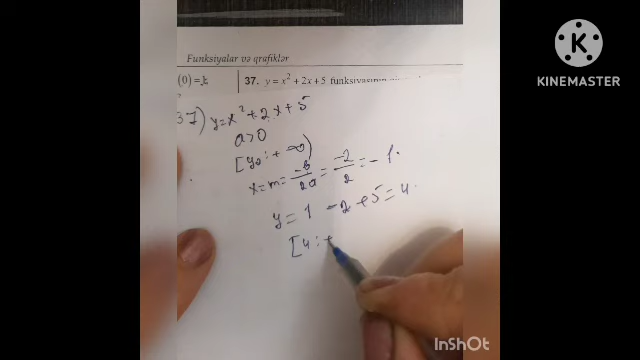 Funksiyalar və qrafiklər
(0) =
37. y = x² + 2x + 5 funksiyasının
37) y=x²+2x+5
a>0
[y₀; +∞)
x=m= -b/2a = -2/2 = -1.
y= 1 -2+5=4.
[4; +
KINEMASTER
InShOt